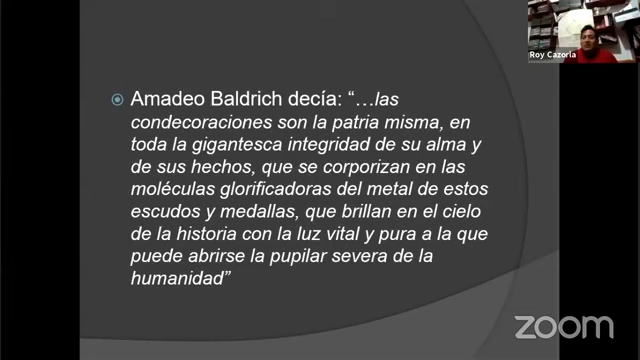 Roy Cazorla
Amadeo Baldrich decía: “…las
condecoraciones son la patria misma, en
toda la gigantesca integridad de su alma y
de sus hechos, que se corporizan en las
moléculas glorificadoras del metal de estos
escudos y medallas, que brillan en el cielo
de la historia con la luz vital y pura a la que
puede abrirse la pupilar severa de la
humanidad”
zoom